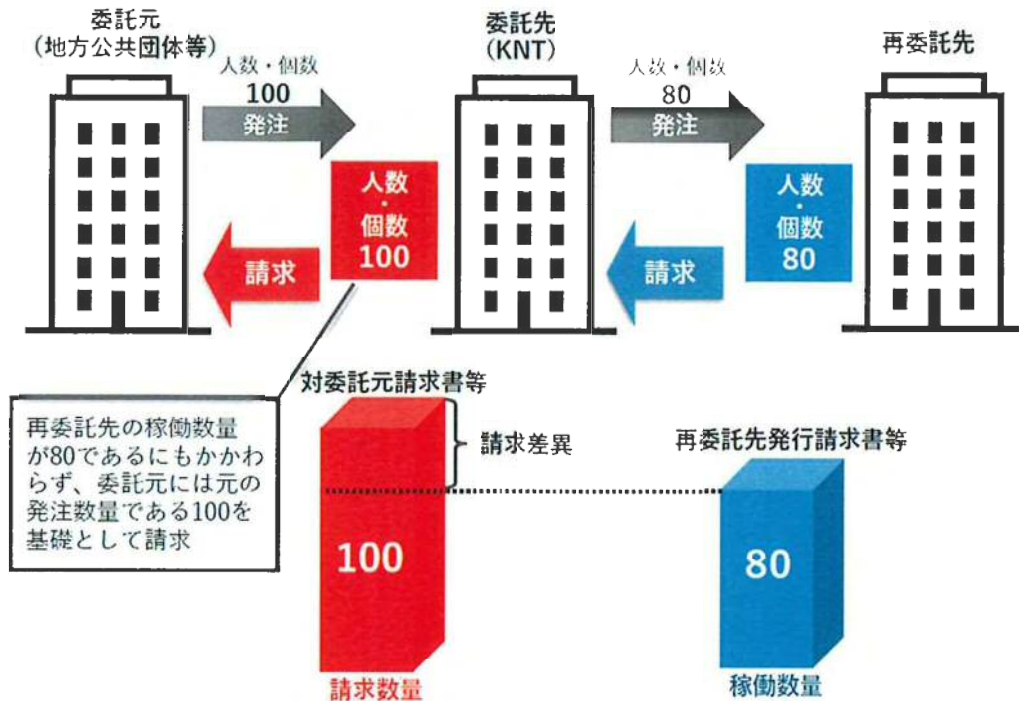 委託元
(地方公共団体等)
人数・個数
100
発注
委託先
(KNT)
人数・個数
80
発注
再委託先
人数
・
個数
100
請求
人数
・
個数
80
請求
再委託先の稼働数量
が80であるにもかかわ
らず、委託元には元の
発注数量である100を
基礎として請求
対委託元請求書等
請求差異
再委託先発行請求書等
100
80
請求数量
稼働数量